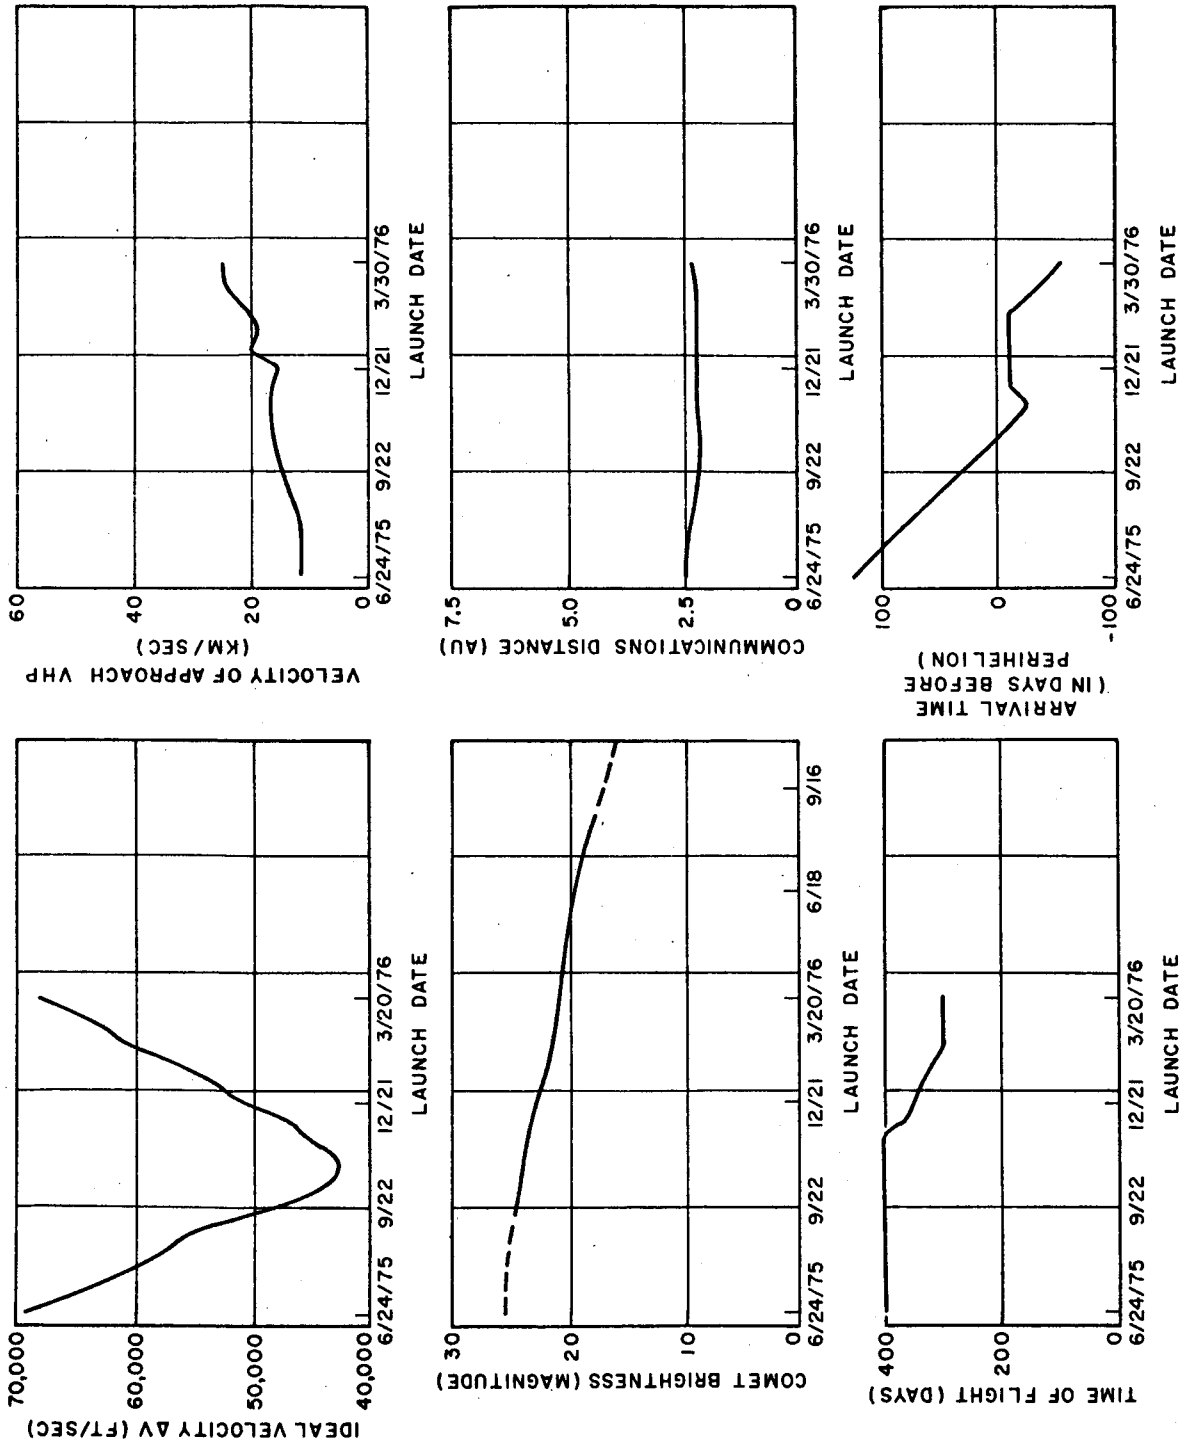 60
40
20
0
VELOCITY OF APPROACH VHP
(KM/SEC)
6/24/75 9/22 12/21 3/30/76
LAUNCH DATE
7.5
5.0
2.5
0
COMMUNICATIONS DISTANCE (AU)
6/24/75 9/22 12/21 3/30/76
LAUNCH DATE
100
0
-100
ARRIVAL TIME
(IN DAYS BEFORE
PERIHELION)
6/24/75 9/22 12/21 3/30/76
LAUNCH DATE
70,000
60,000
50,000
40,000
IDEAL VELOCITY ΔV (FT/SEC)
6/24/75 9/22 12/21 3/20/76
LAUNCH DATE
30
20
10
0
COMET BRIGHTNESS (MAGNITUDE)
6/24/75 9/22 12/21 3/20/76 6/18 9/16
LAUNCH DATE
400
200
0
TIME OF FLIGHT (DAYS)
6/24/75 9/22 12/21 3/20/76
LAUNCH DATE